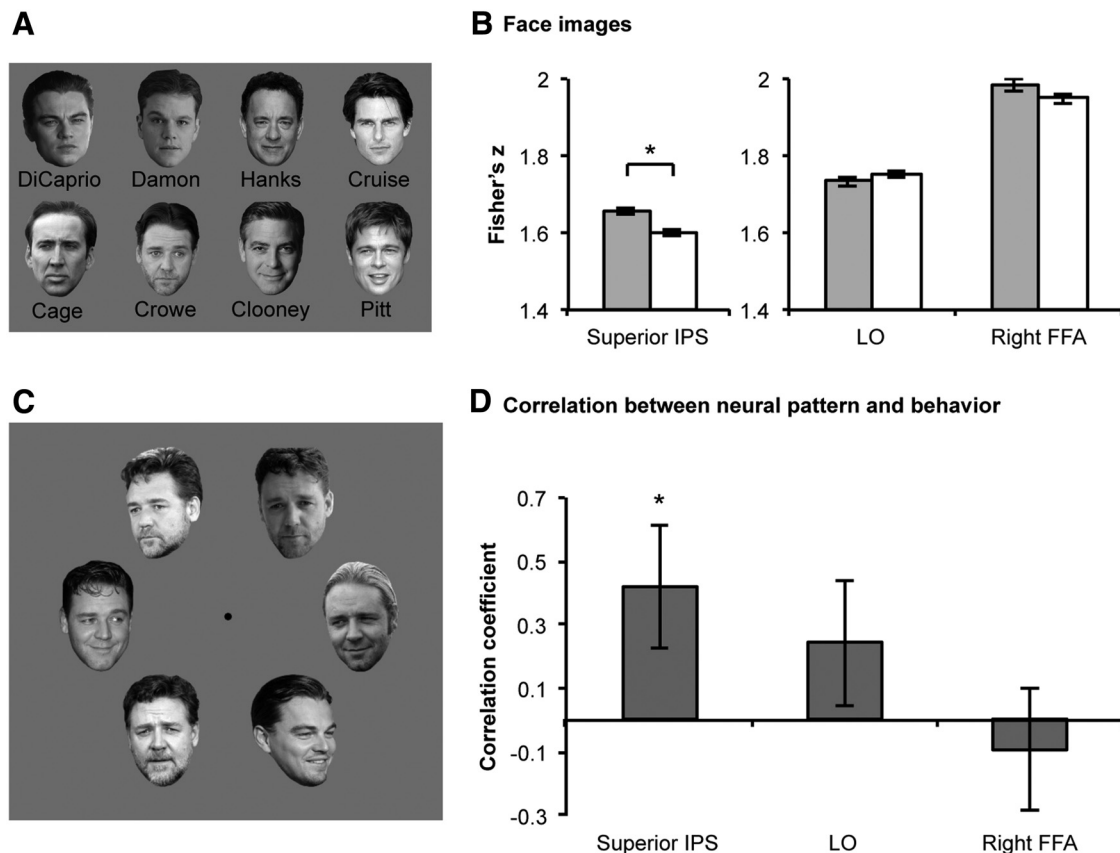 A
DiCaprio Damon Hanks Cruise
Cage Crowe Clooney Pitt
B Face images
Fisher's z
2
1.8
1.6
1.4
*
Superior IPS
2
1.8
1.6
1.4
LO Right FFA
C
D Correlation between neural pattern and behavior
Correlation coefficient
0.7
0.5
0.3
0.1
-0.1
-0.3
*
Superior IPS LO Right FFA